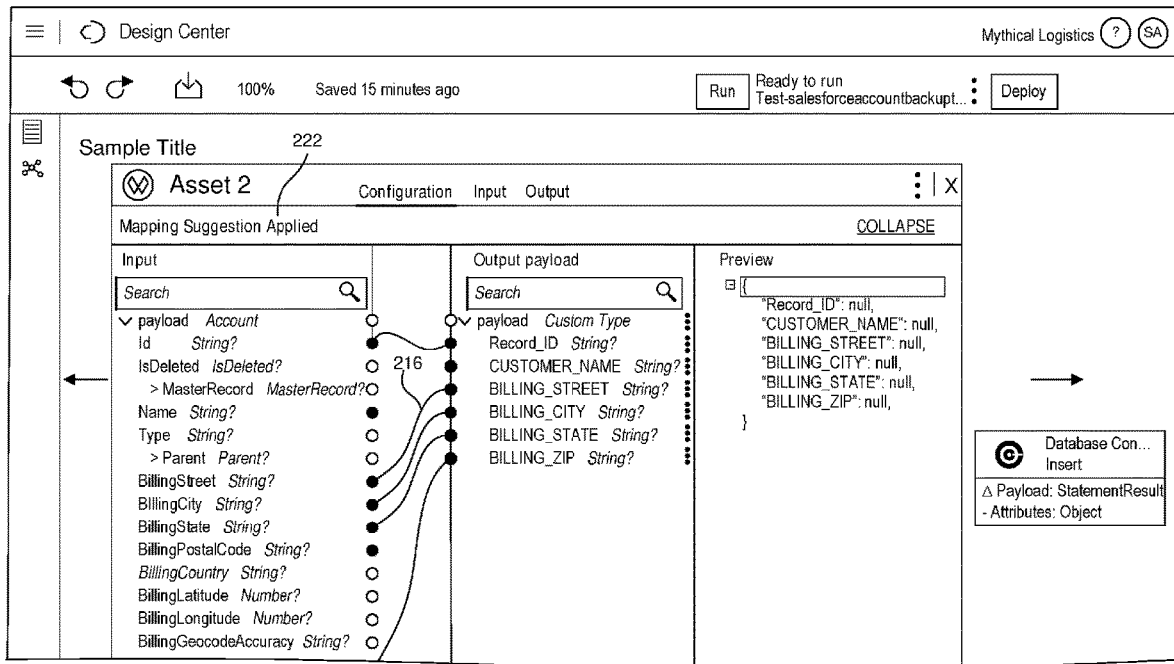 Design Center
Mythical Logistics ? SA
100% Saved 15 minutes ago
Run Ready to run
Test-salesforceaccountbackupt... Deploy
Sample Title
222
Asset 2 Configuration Input Output X
Mapping Suggestion Applied COLLAPSE
Input
Search
payload Account
Id String?
IsDeleted IsDeleted?
> MasterRecord MasterRecord?
Name String?
Type String?
> Parent Parent?
BillingStreet String?
BIllingCity String?
BillingState String?
BillingPostalCode String?
BillingCountry String?
BillingLatitude Number?
BillingLongitude Number?
BillingGeocodeAccuracy String?
216
Output payload
Search
payload Custom Type
Record_ID String?
CUSTOMER_NAME String?
BILLING_STREET String?
BILLING_CITY String?
BILLING_STATE String?
BILLING_ZIP String?
Preview
{
"Record_ID": null,
"CUSTOMER_NAME": null,
"BILLING_STREET": null,
"BILLING_CITY": null,
"BILLING_STATE": null,
"BILLING_ZIP": null,
}
Database Con...
Insert
Δ Payload: StatementResult
- Attributes: Object